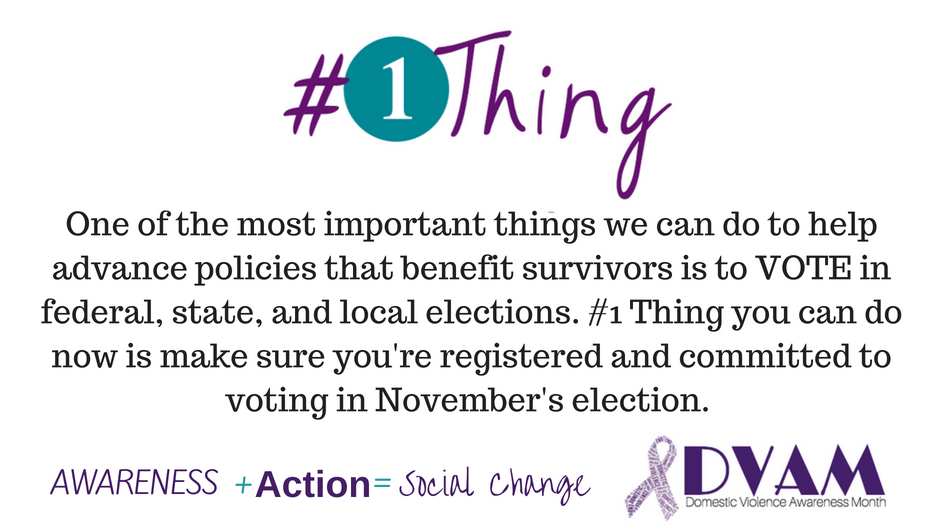 #1Thing
One of the most important things we can do to help
advance policies that benefit survivors is to VOTE in
federal, state, and local elections. #1 Thing you can do
now is make sure you're registered and committed to
voting in November's election.
AWARENESS + Action = Social Change
DVAM
Domestic Violence Awareness Month